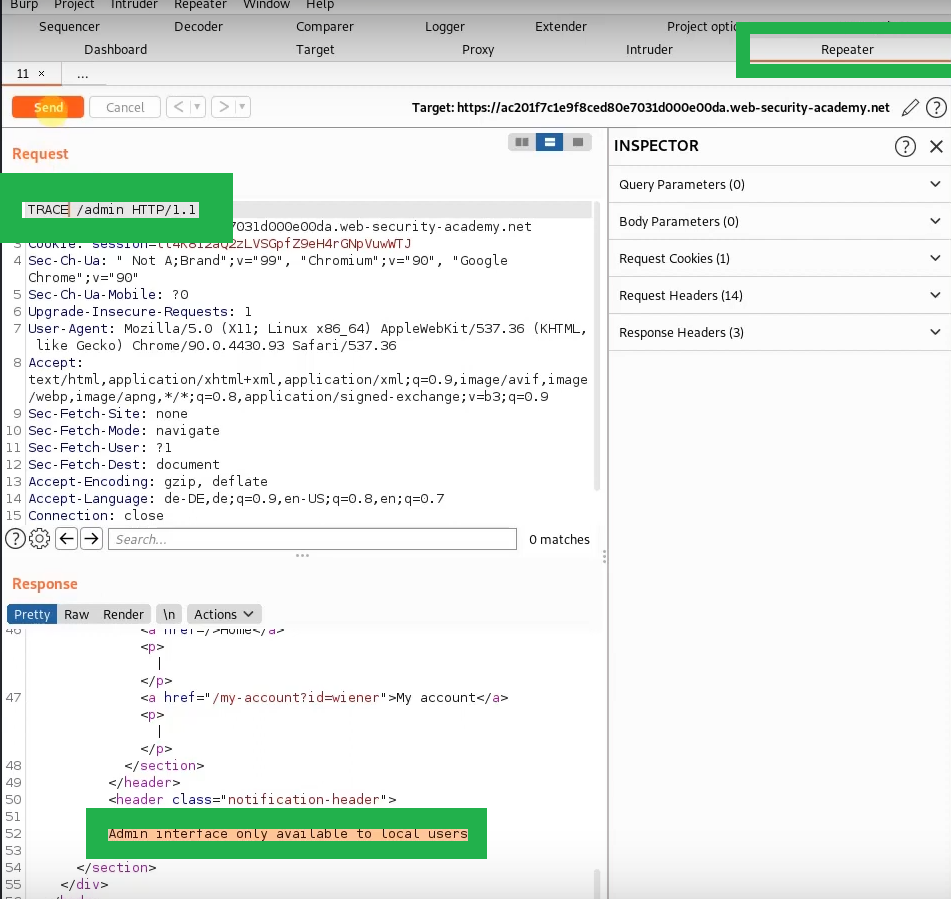 Burp Project Intruder Repeater Window Help
Sequencer Decoder Comparer Logger Extender Project
Dashboard Target Proxy Intruder Repeater
11 × ...
Send Cancel < > Target: https://ac201f7c1e9f8ced80e7031d000e00da.web-security-academy.net
Request
TRACE /admin HTTP/1.1
7031d000e00da.web-security-academy.net
3 Cookie:
4 Sec-Ch-Ua: " Not A;Brand";v="99", "Chromium";v="90", "Google
Chrome";v="90"
5 Sec-Ch-Ua-Mobile: ?0
6 Upgrade-Insecure-Requests: 1
7 User-Agent: Mozilla/5.0 (X11; Linux x86_64) AppleWebKit/537.36 (KHTML,
like Gecko) Chrome/90.0.4430.93 Safari/537.36
8 Accept:
text/html,application/xhtml+xml,application/xml;q=0.9,image/avif,image
/webp,image/apng,*/*;q=0.8,application/signed-exchange;v=b3;q=0.9
9 Sec-Fetch-Site: none
10 Sec-Fetch-Mode: navigate
11 Sec-Fetch-User: ?1
12 Sec-Fetch-Dest: document
13 Accept-Encoding: gzip, deflate
14 Accept-Language: de-DE,de;q=0.9,en-US;q=0.8,en;q=0.7
15 Connection: close
Search... 0 matches
Response
Pretty Raw Render \n Actions
46 <a href=/>Home</a>
<p>
|
</p>
47 <a href="/my-account?id=wiener">My account</a>
<p>
|
</p>
48 </section>
49 </header>
50 <header class="notification-header">
51
52 Admin interface only available to local users
53
54 </section>
55 </div>
INSPECTOR
Query Parameters (0)
Body Parameters (0)
Request Cookies (1)
Request Headers (14)
Response Headers (3)